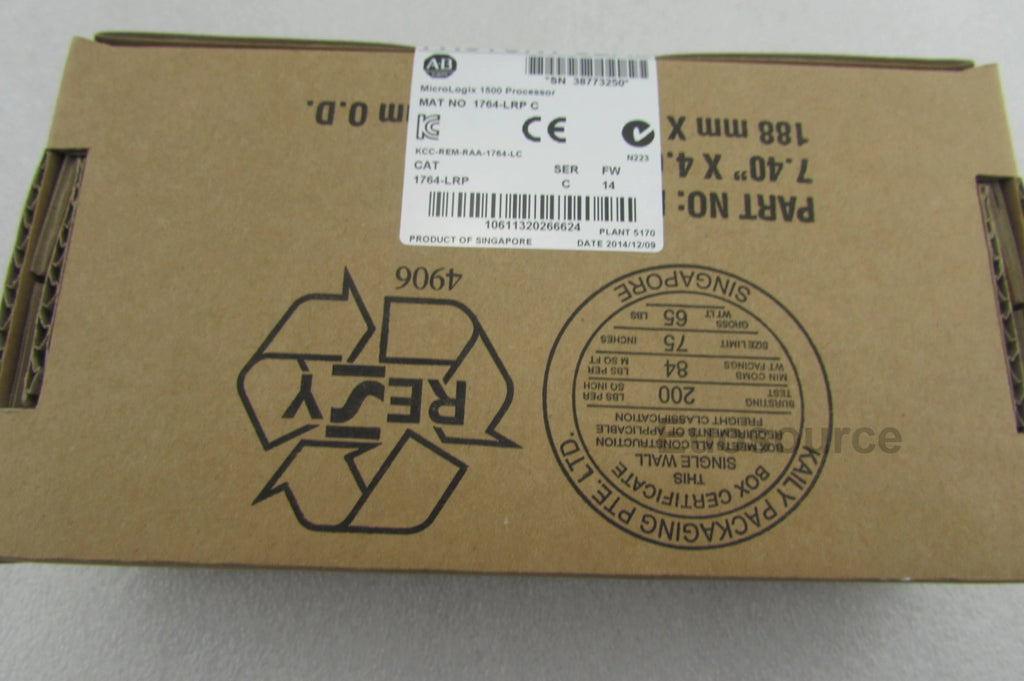 AB
"SN 38773250"
MicroLogix 1500 Processor
MAT NO 1764-LRP C
CE
N223
KCC-REM-RAA-1764-LC
CAT SER FW
1764-LRP C 14
10611320266624
PLANT 5170
PRODUCT OF SINGAPORE DATE 2014/12/09
PART NO:
7.40" X 4.
188 mm X m O.D.
4906
RESY
KAILY PACKAGING PTE. LTD.
BOX CERTIFICATE
THIS
SINGLE WALL
BOX MEETS ALL CONSTRUCTION
REQUIREMENTS OF APPLICABLE
FREIGHT CLASSIFICATION
BURSTING TEST 200 LBS PER SQ INCH
MIN COMB WT FACINGS 84 LBS PER M SQ FT
SIZE LIMIT 75 INCHES
GROSS WT LT 65 LBS
SINGAPORE
ource